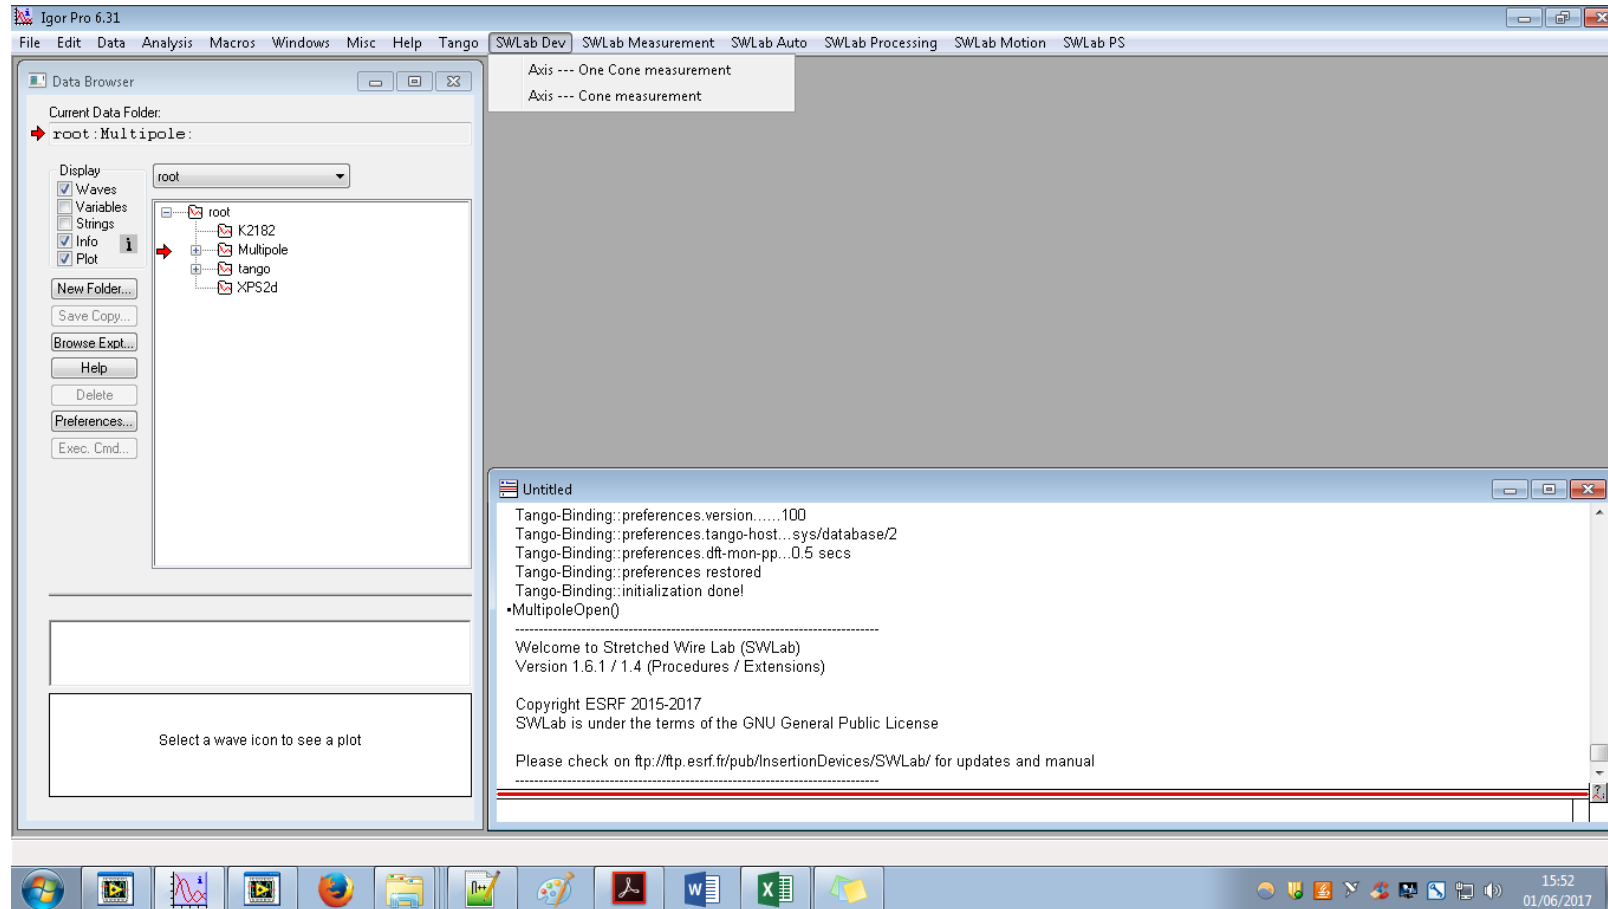 Igor Pro 6.31
File Edit Data Analysis Macros Windows Misc Help Tango SWLab Dev SWLab Measurement SWLab Auto SWLab Processing SWLab Motion SWLab PS
Axis --- One Cone measurement
Axis --- Cone measurement
Data Browser
Current Data Folder:
root:Multipole:
Display
Waves
Variables
Strings
Info
i
Plot
New Folder...
Save Copy...
Browse Expt...
Help
Delete
Preferences...
Exec. Cmd...
root
root
K2182
Multipole
tango
XPS2d
Select a wave icon to see a plot
Untitled
Tango-Binding::preferences.version......100
Tango-Binding::preferences.tango-host...sys/database/2
Tango-Binding::preferences.dft-mon-pp...0.5 secs
Tango-Binding::preferences restored
Tango-Binding::initialization done!
•MultipoleOpen()
--------------------------------------------------------------------------------
Welcome to Stretched Wire Lab (SWLab)
Version 1.6.1 / 1.4 (Procedures / Extensions)
Copyright ESRF 2015-2017
SWLab is under the terms of the GNU General Public License
Please check on ftp://ftp.esrf.fr/pub/InsertionDevices/SWLab/ for updates and manual
--------------------------------------------------------------------------------
15:52
01/06/2017